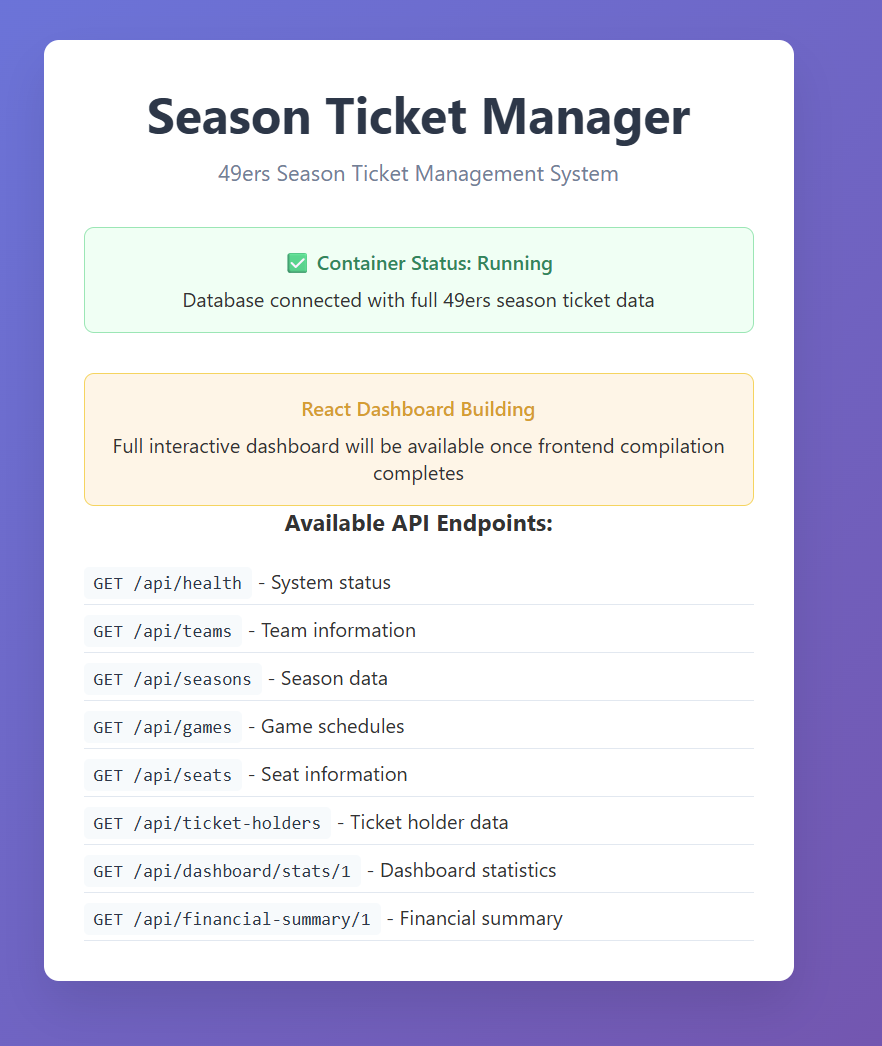 Season Ticket Manager
49ers Season Ticket Management System
✅ Container Status: Running
Database connected with full 49ers season ticket data
React Dashboard Building
Full interactive dashboard will be available once frontend compilation
completes
Available API Endpoints:
GET /api/health - System status
GET /api/teams - Team information
GET /api/seasons - Season data
GET /api/games - Game schedules
GET /api/seats - Seat information
GET /api/ticket-holders - Ticket holder data
GET /api/dashboard/stats/1 - Dashboard statistics
GET /api/financial-summary/1 - Financial summary